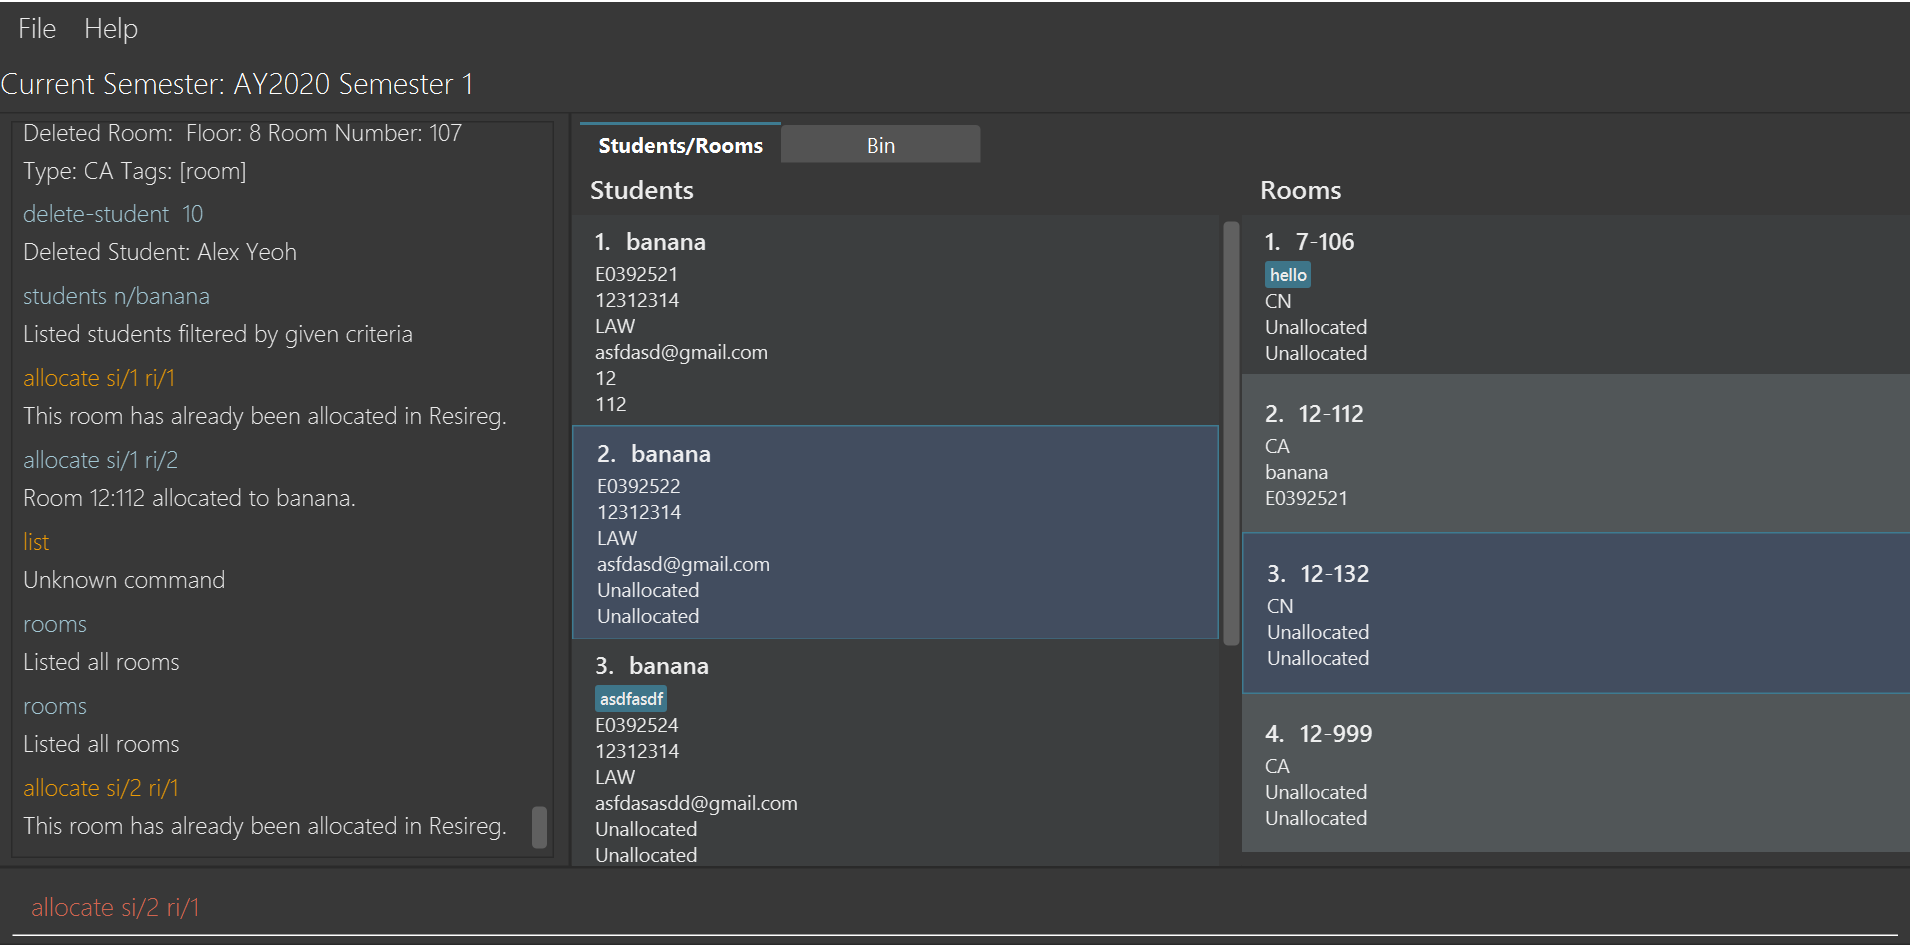 File Help
Current Semester: AY2020 Semester 1
Deleted Room:  Floor: 8 Room Number: 107
Type: CA Tags: [room]
delete-student  10
Deleted Student: Alex Yeoh
students n/banana
Listed students filtered by given criteria
allocate si/1 ri/1
This room has already been allocated in Resireg.
allocate si/1 ri/2
Room 12:112 allocated to banana.
list
Unknown command
rooms
Listed all rooms
rooms
Listed all rooms
allocate si/2 ri/1
This room has already been allocated in Resireg.
Students/Rooms Bin
Students
1. banana
E0392521
12312314
LAW
asfdasd@gmail.com
12
112
2. banana
E0392522
12312314
LAW
asfdasd@gmail.com
Unallocated
Unallocated
3. banana
asdfasdf
E0392524
12312314
LAW
asfdasasdd@gmail.com
Unallocated
Unallocated
Rooms
1. 7-106
hello
CN
Unallocated
Unallocated
2. 12-112
CA
banana
E0392521
3. 12-132
CN
Unallocated
Unallocated
4. 12-999
CA
Unallocated
Unallocated
allocate si/2 ri/1